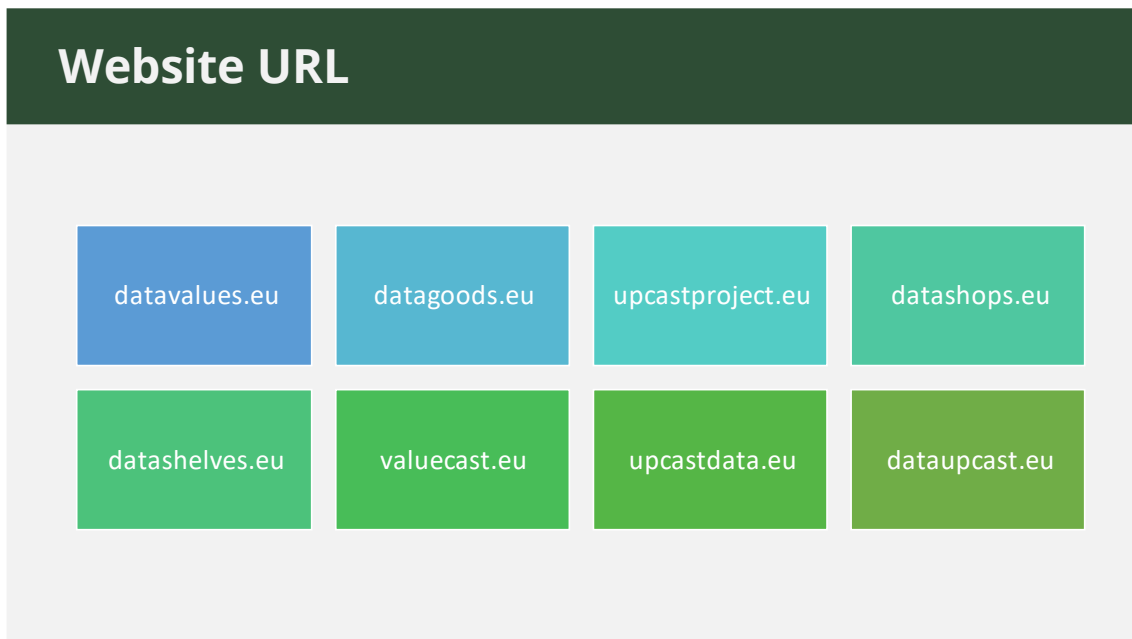 Website URL
datavalues.eu
datagoods.eu
upcastproject.eu
datashops.eu
datashelves.eu
valuecast.eu
upcastdata.eu
dataupcast.eu